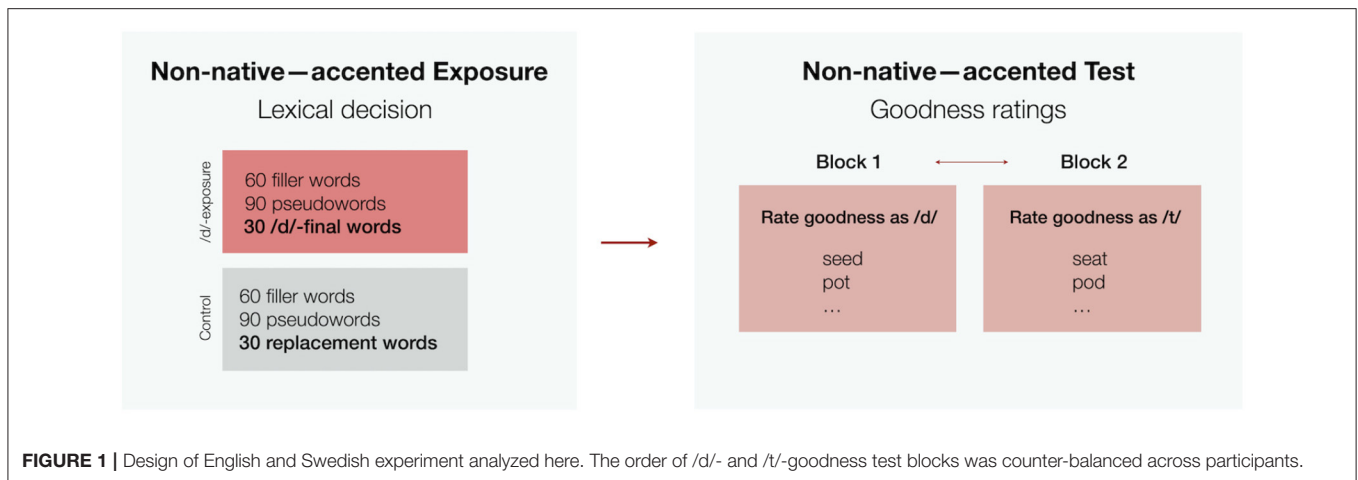 Non-native—accented Exposure
Lexical decision
/d/-exposure
60 filler words
90 pseudowords
30 /d/-final words
Control
60 filler words
90 pseudowords
30 replacement words
Non-native—accented Test
Goodness ratings
Block 1
Block 2
Rate goodness as /d/
seed
pot
...
Rate goodness as /t/
seat
pod
...
FIGURE 1 | Design of English and Swedish experiment analyzed here. The order of /d/- and /t/-goodness test blocks was counter-balanced across participants.